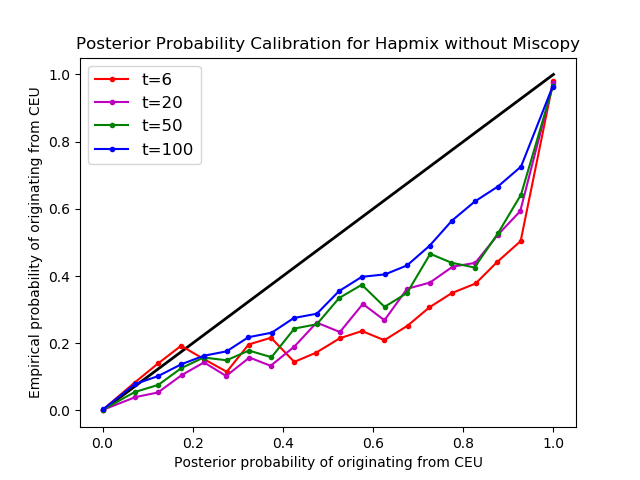 Posterior Probability Calibration for Hapmix without Miscopy
Empirical probability of originating from CEU
1.0
0.8
0.6
0.4
0.2
0.0
t=6
t=20
t=50
t=100
0.0 0.2 0.4 0.6 0.8 1.0
Posterior probability of originating from CEU